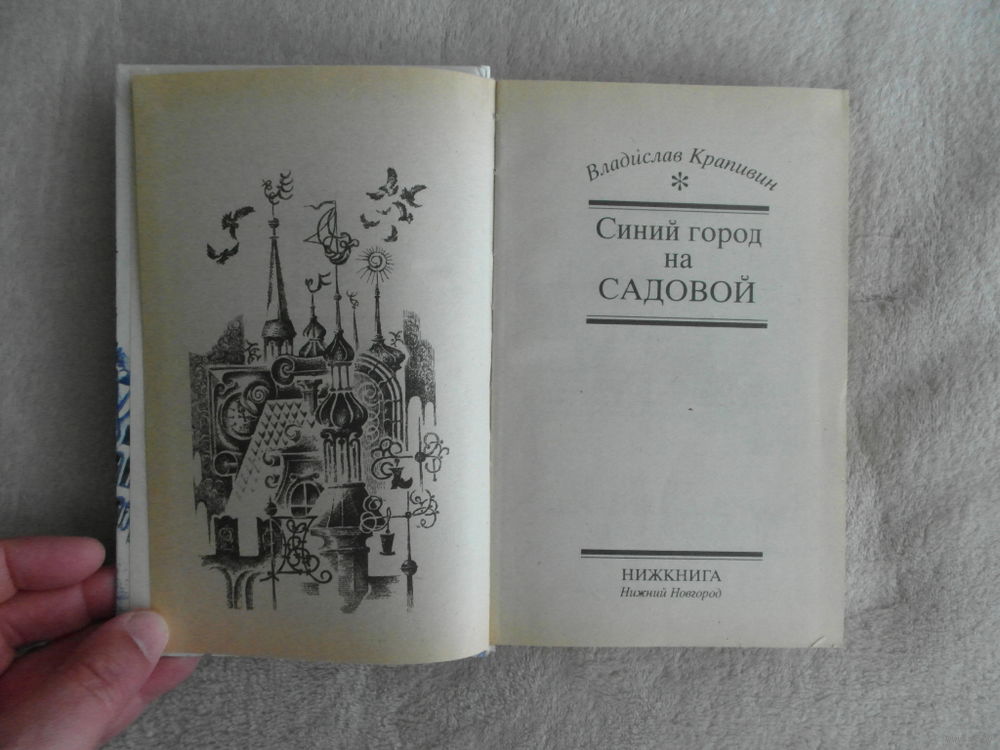 Владислав Крапивин
*
Синий город
на
САДОВОЙ
НИЖКНИГА
Нижний Новгород